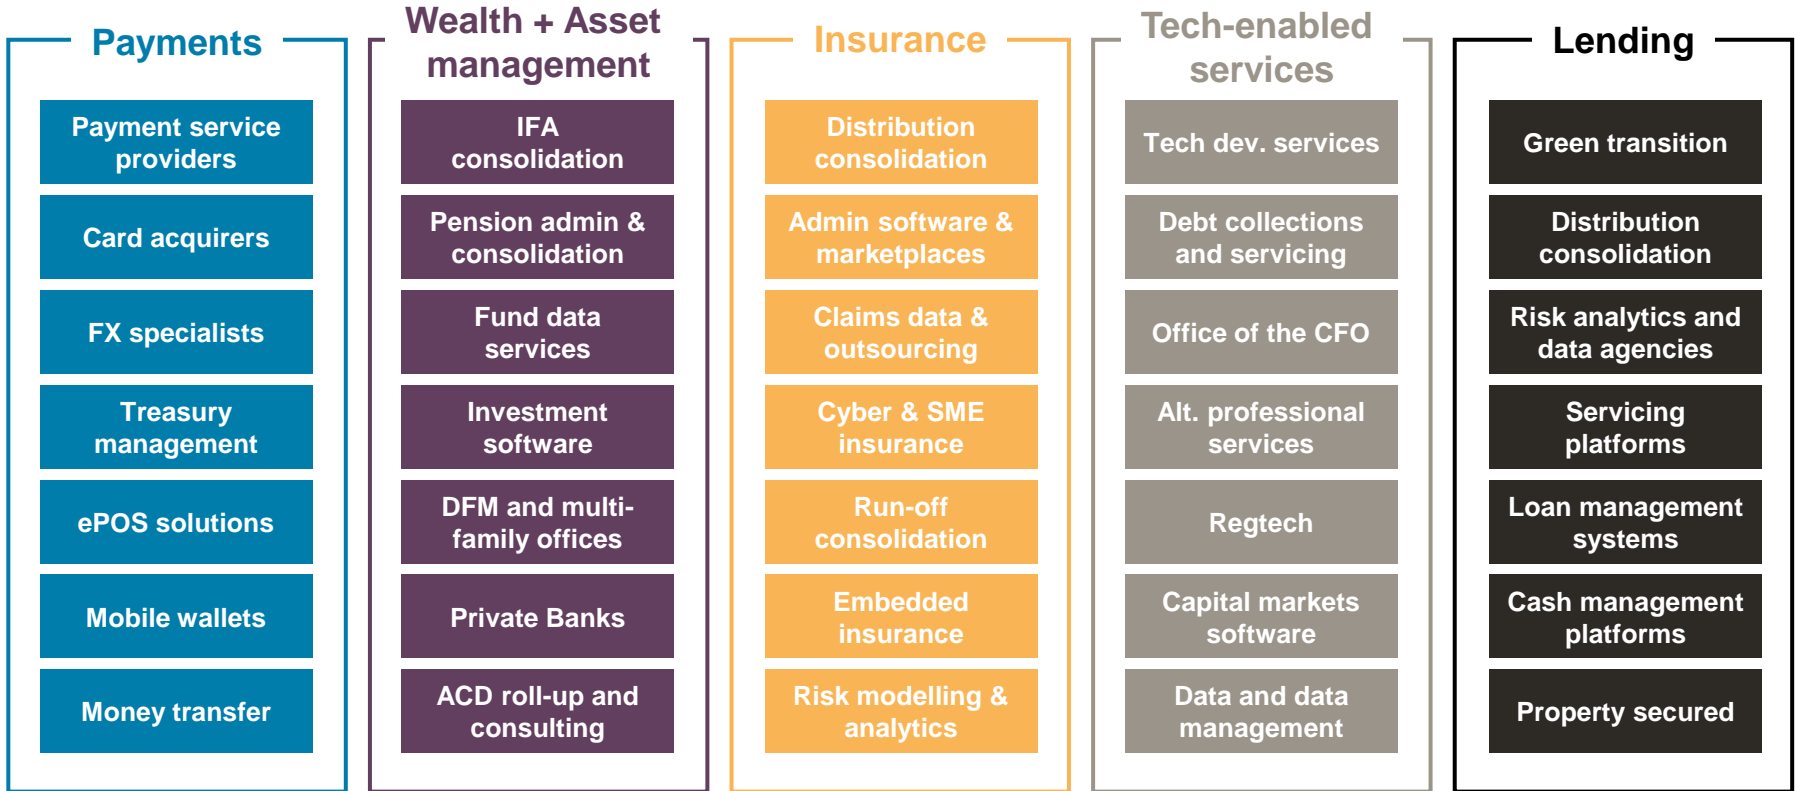 Payments
Payment service
providers
Card acquirers
FX specialists
Treasury
management
ePOS solutions
Mobile wallets
Money transfer
Wealth + Asset
management
IFA
consolidation
Pension admin &
consolidation
Fund data
services
Investment
software
DFM and multi-
family offices
Private Banks
ACD roll-up and
consulting
Insurance
Distribution
consolidation
Admin software &
marketplaces
Claims data &
outsourcing
Cyber & SME
insurance
Run-off
consolidation
Embedded
insurance
Risk modelling &
analytics
Tech-enabled
services
Tech dev. services
Debt collections
and servicing
Office of the CFO
Alt. professional
services
Regtech
Capital markets
software
Data and data
management
Lending
Green transition
Distribution
consolidation
Risk analytics and
data agencies
Servicing
platforms
Loan management
systems
Cash management
platforms
Property secured